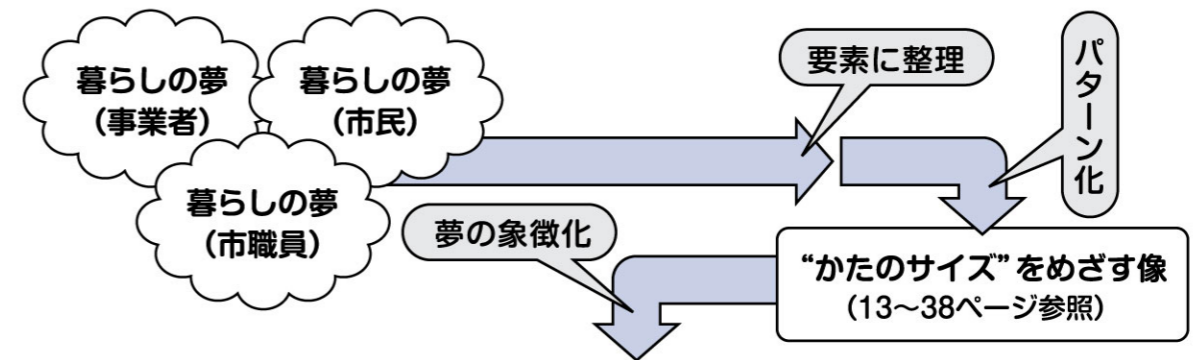 暮らしの夢
（事業者）
暮らしの夢
（市民）
暮らしの夢
（市職員）
要素に整理
パターン化
夢の象徴化
“かたのサイズ”をめざす像
（13〜38ページ参照）